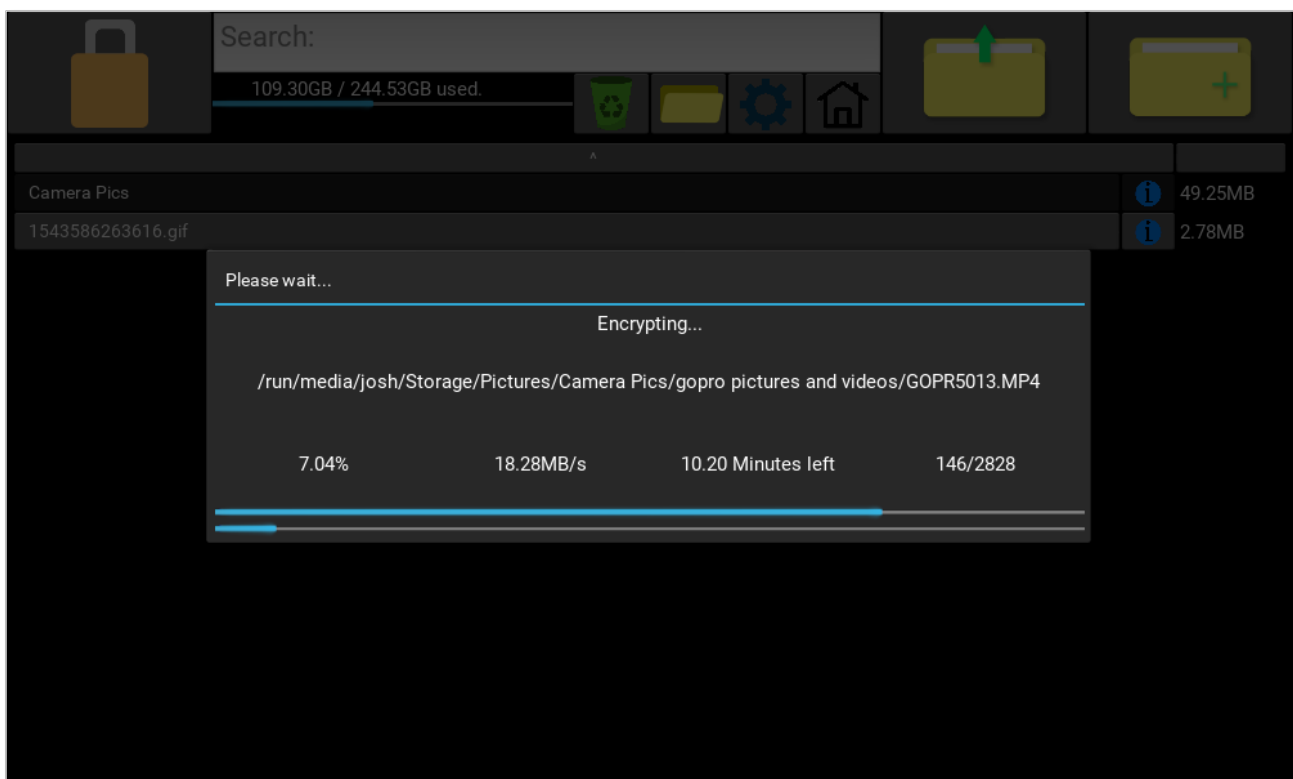 Search:
109.30GB / 244.53GB used.
^
Camera Pics 49.25MB
1543586263616.gif 2.78MB
Please wait...
Encrypting...
/run/media/josh/Storage/Pictures/Camera Pics/gopro pictures and videos/GOPR5013.MP4
7.04% 18.28MB/s 10.20 Minutes left 146/2828